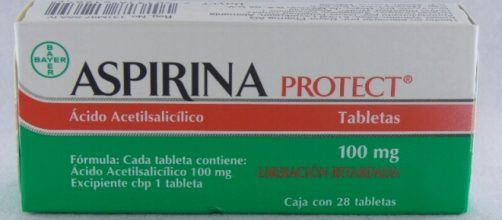 BAYER
BAYER
ASPIRINA PROTECT®
Ácido Acetilsalicílico Tabletas
100 mg
LIBERACIÓN RETARDADA
Fórmula: Cada tableta contiene:
Ácido Acetilsalicílico 100 mg
Excipiente cbp 1 tableta
Caja con 28 tabletas